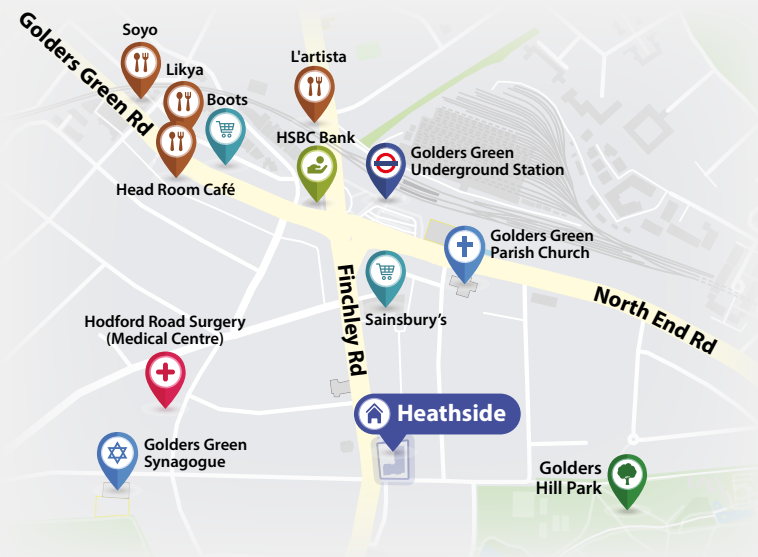 Soyo
Golders Green Rd
L'artista
Likya
Boots
HSBC Bank
Golders Green
Underground Station
Head Room Café
Golders Green
Parish Church
Finchley Rd
North End Rd
Sainsbury's
Hodford Road Surgery
(Medical Centre)
Heathside
Golders Green
Synagogue
Golders
Hill Park